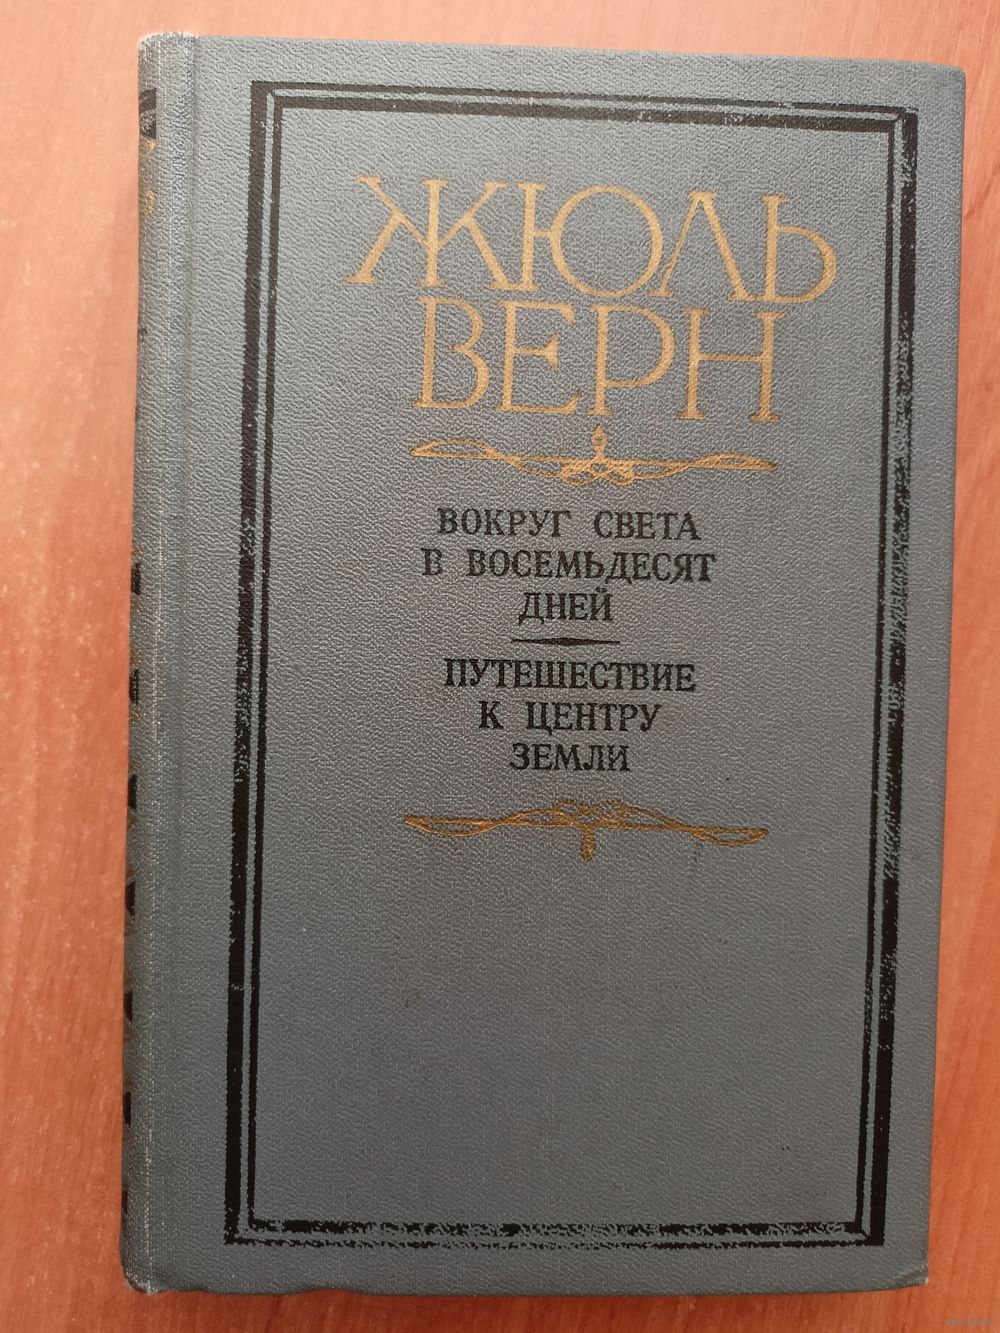 ЖЮЛЬ
ВЕРН
ВОКРУГ СВЕТА
В ВОСЕМЬДЕСЯТ
ДНЕЙ
ПУТЕШЕСТВИЕ
К ЦЕНТРУ
ЗЕМЛИ